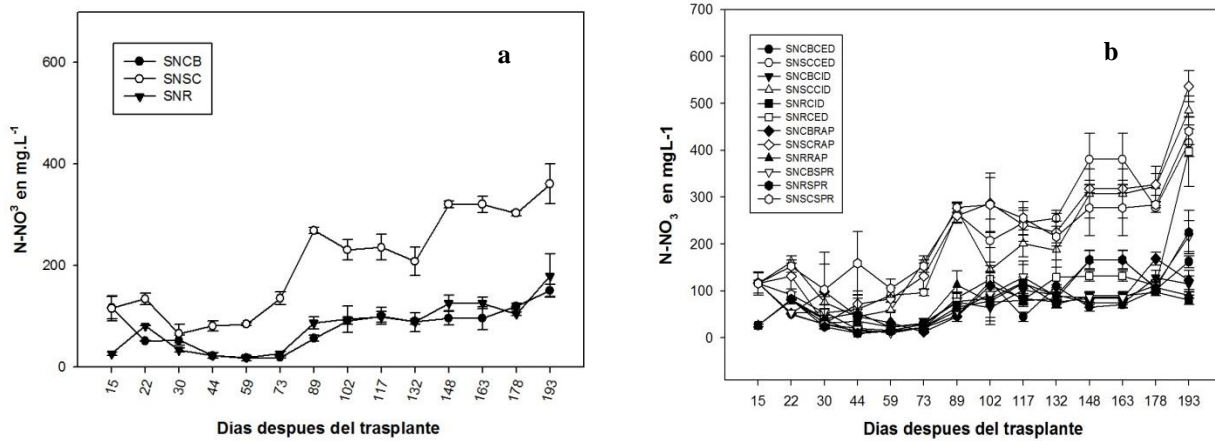 a
SNCB
SNSC
SNR
600
400
200
0
N-NO³ en mg.L⁻¹
15 22 30 44 59 73 89 102 117 132 148 163 178 193
Dias despues del trasplante
b
SNCBCED
SNSCCED
SNCBCID
SNSCCID
SNRCID
SNRCED
SNCBRAP
SNSCRAP
SNRRAP
SNCBSPR
SNRSPR
SNSCSPR
700
600
500
400
300
200
100
0
N-NO₃ en mgL-1
15 22 30 44 59 73 89 102 117 132 148 163 178 193
Dias despues del trasplante